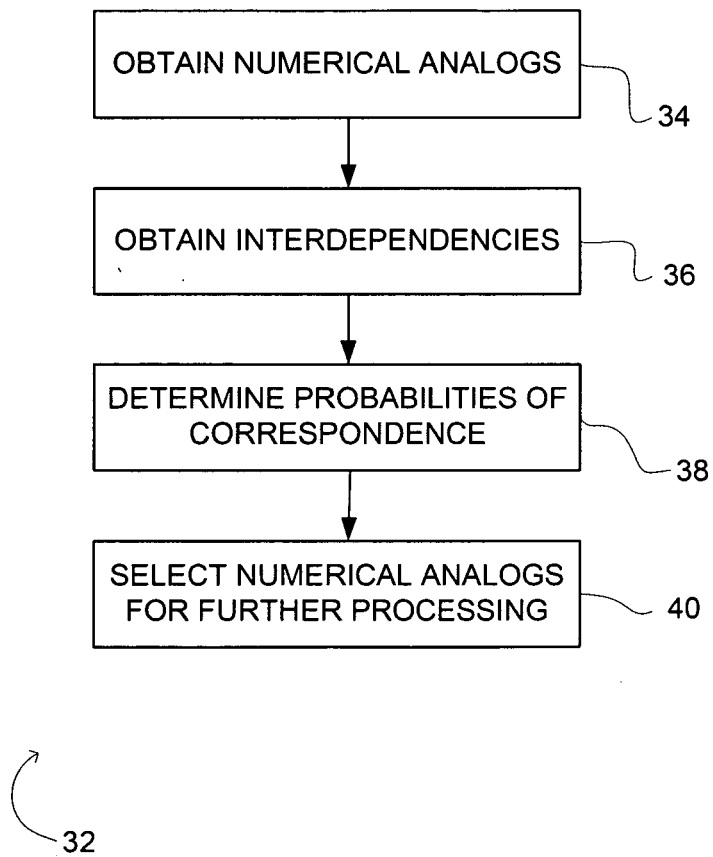 OBTAIN NUMERICAL ANALOGS
34
OBTAIN INTERDEPENDENCIES
36
DETERMINE PROBABILITIES OF
CORRESPONDENCE
38
SELECT NUMERICAL ANALOGS
FOR FURTHER PROCESSING
40
32